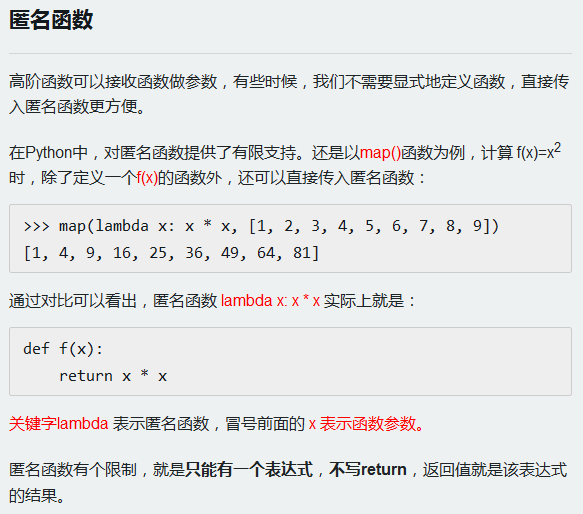 匿名函数
高阶函数可以接收函数做参数，有些时候，我们不需要显式地定义函数，直接传
入匿名函数更方便。
在Python中，对匿名函数提供了有限支持。还是以map()函数为例，计算 f(x)=x²
时，除了定义一个f(x)的函数外，还可以直接传入匿名函数：
>>> map(lambda x: x * x, [1, 2, 3, 4, 5, 6, 7, 8, 9])
[1, 4, 9, 16, 25, 36, 49, 64, 81]
通过对比可以看出，匿名函数 lambda x: x * x 实际上就是：
def f(x):
    return x * x
关键字lambda 表示匿名函数，冒号前面的 x 表示函数参数。
匿名函数有个限制，就是只能有一个表达式，不写return，返回值就是该表达式
的结果。